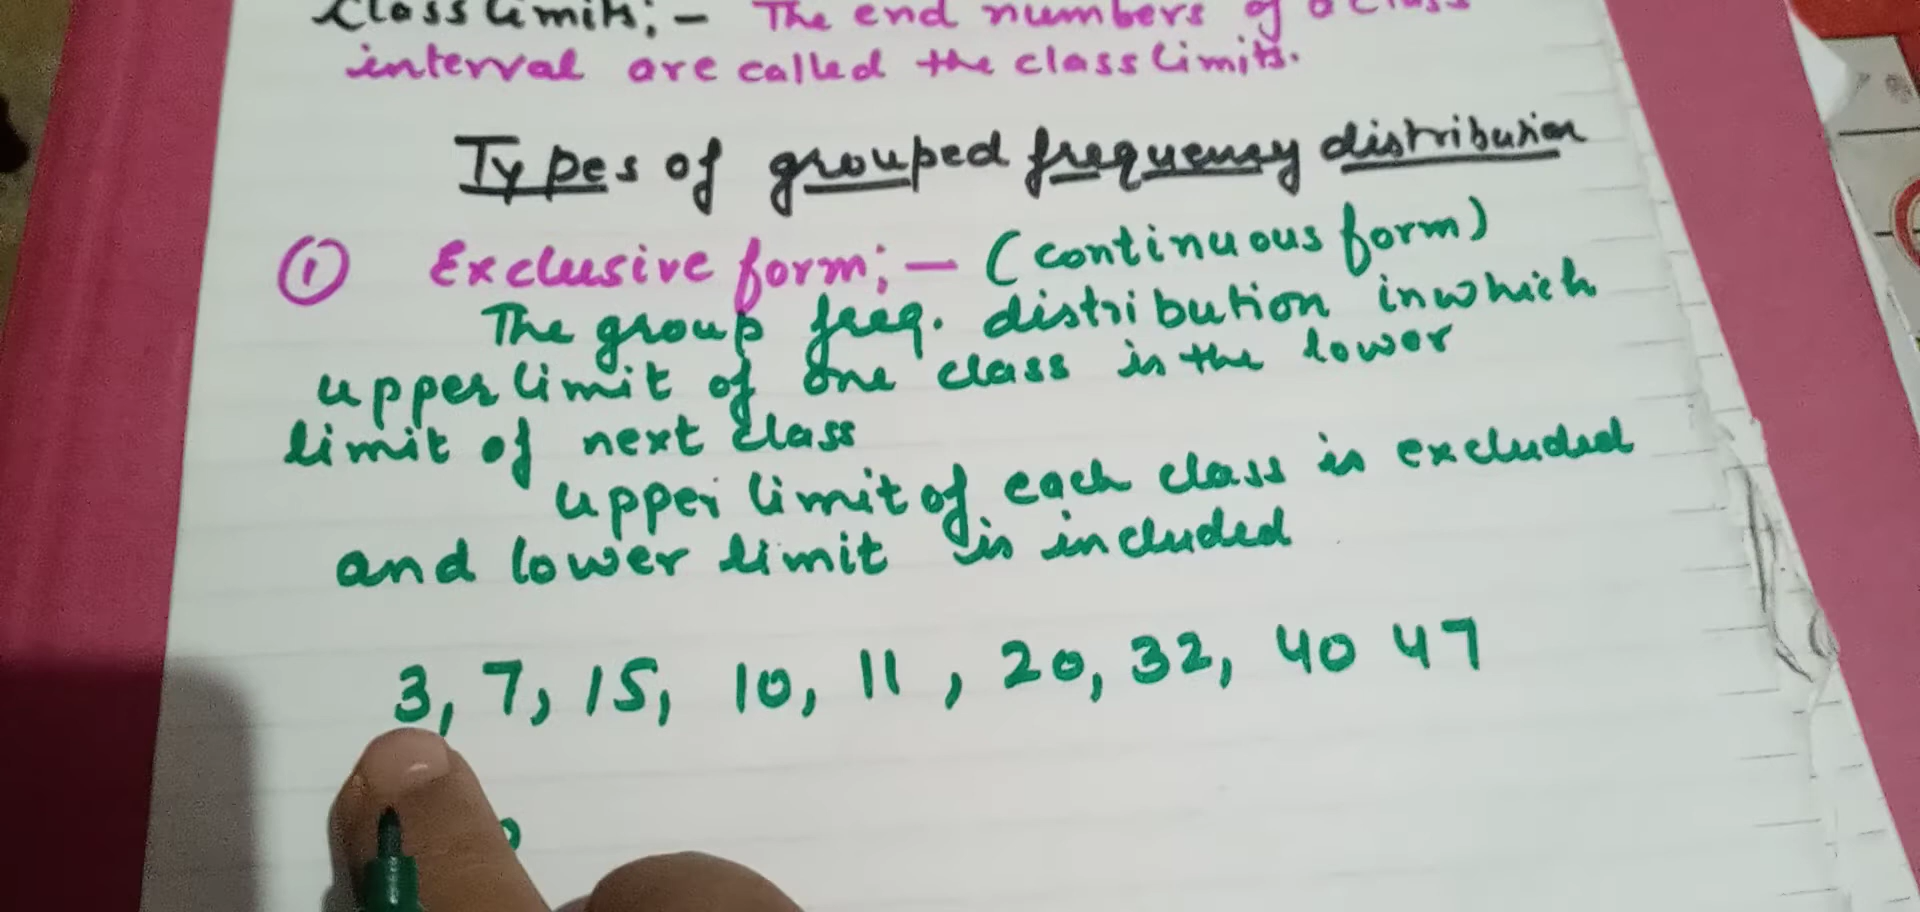 Class limits; - The end numbers of a class
interval are called the class limits.
Types of grouped frequency distribution
① Exclusive form; - (continuous form)
The group freq. distribution in which
upper limit of one class is the lower
limit of next class
upper limit of each class is excluded
and lower limit is included
3, 7, 15, 10, 11, 20, 32, 40 47